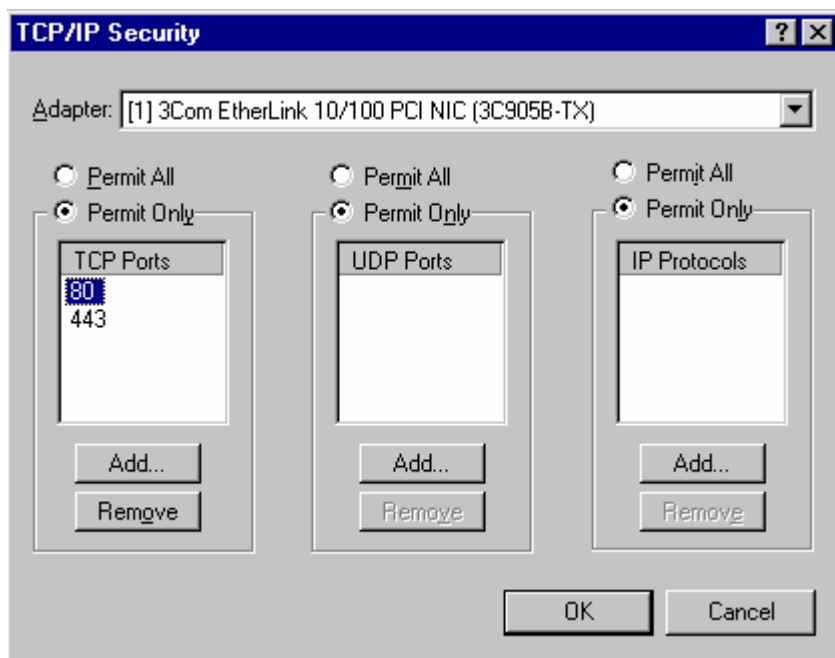 TCP/IP Security
Adapter: [1] 3Com EtherLink 10/100 PCI NIC (3C905B-TX)
Permit All
Permit Only
TCP Ports
80
443
Add...
Remove
Permit All
Permit Only
UDP Ports
Add...
Remove
Permit All
Permit Only
IP Protocols
Add...
Remove
OK
Cancel